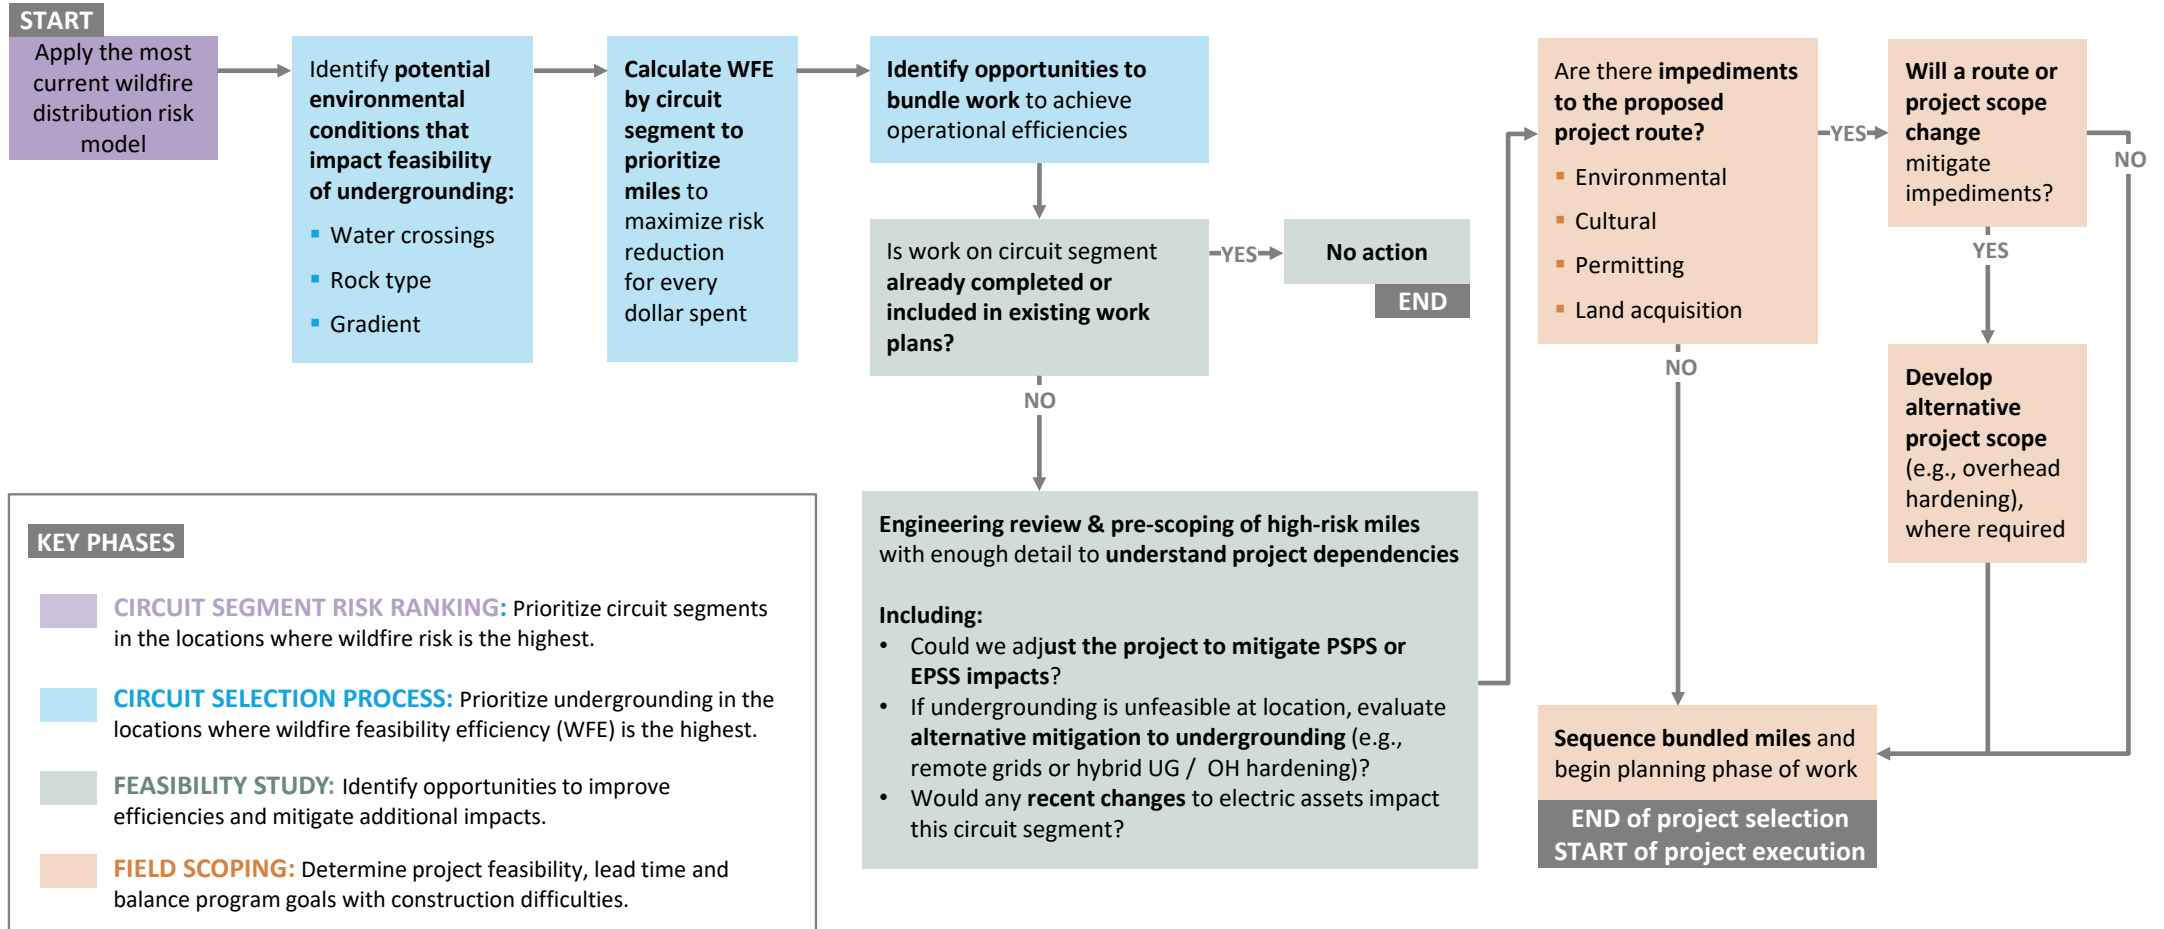 START
Apply the most
current wildfire
distribution risk
model
Identify potential
environmental
conditions that
impact feasibility
of undergrounding:
▪ Water crossings
▪ Rock type
▪ Gradient
Calculate WFE
by circuit
segment to
prioritize
miles to
maximize risk
reduction
for every
dollar spent
Identify opportunities to
bundle work to achieve
operational efficiencies
Is work on circuit segment
already completed or
included in existing work
plans?
YES
No action
END
NO
Engineering review & pre-scoping of high-risk miles
with enough detail to understand project dependencies
Including:
• Could we adjust the project to mitigate PSPS or
EPSS impacts?
• If undergrounding is unfeasible at location, evaluate
alternative mitigation to undergrounding (e.g.,
remote grids or hybrid UG / OH hardening)?
• Would any recent changes to electric assets impact
this circuit segment?
Are there impediments
to the proposed
project route?
▪ Environmental
▪ Cultural
▪ Permitting
▪ Land acquisition
YES
NO
Will a route or
project scope
change
mitigate
impediments?
NO
YES
Develop
alternative
project scope
(e.g., overhead
hardening),
where required
Sequence bundled miles and
begin planning phase of work
END of project selection
START of project execution
KEY PHASES
CIRCUIT SEGMENT RISK RANKING: Prioritize circuit segments
in the locations where wildfire risk is the highest.
CIRCUIT SELECTION PROCESS: Prioritize undergrounding in the
locations where wildfire feasibility efficiency (WFE) is the highest.
FEASIBILITY STUDY: Identify opportunities to improve
efficiencies and mitigate additional impacts.
FIELD SCOPING: Determine project feasibility, lead time and
balance program goals with construction difficulties.